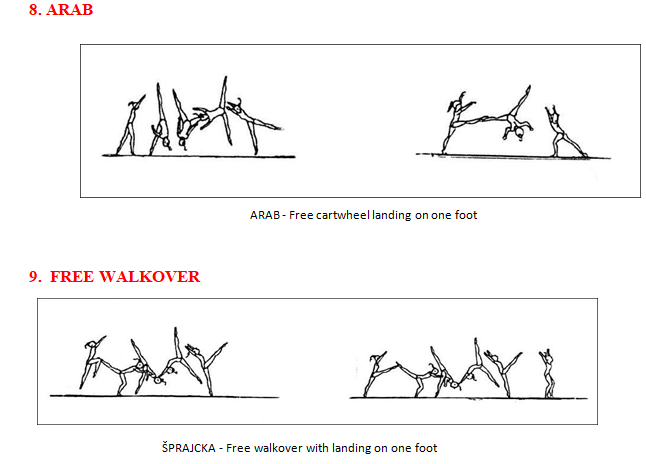 8. ARAB
ARAB - Free cartwheel landing on one foot
9. FREE WALKOVER
ŠPRAJCKA - Free walkover with landing on one foot